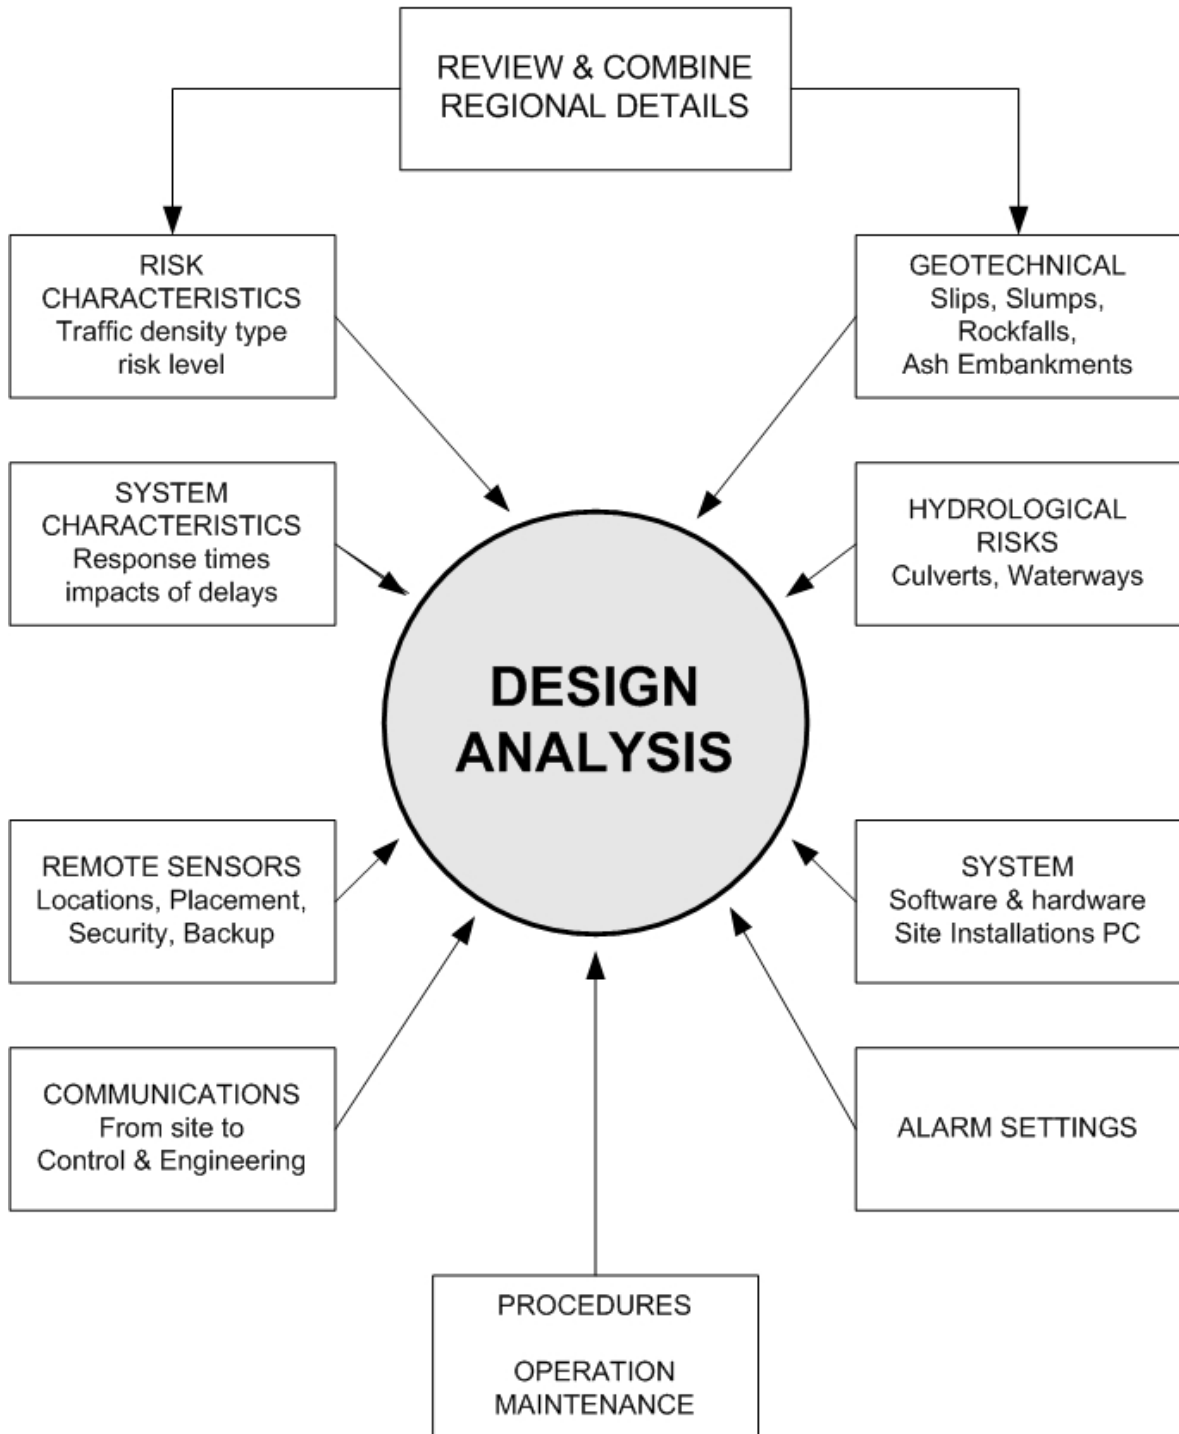 REVIEW & COMBINE
REGIONAL DETAILS
RISK
CHARACTERISTICS
Traffic density type
risk level
GEOTECHNICAL
Slips, Slumps,
Rockfalls,
Ash Embankments
SYSTEM
CHARACTERISTICS
Response times
impacts of delays
HYDROLOGICAL
RISKS
Culverts, Waterways
DESIGN
ANALYSIS
REMOTE SENSORS
Locations, Placement,
Security, Backup
SYSTEM
Software & hardware
Site Installations PC
COMMUNICATIONS
From site to
Control & Engineering
ALARM SETTINGS
PROCEDURES
OPERATION
MAINTENANCE